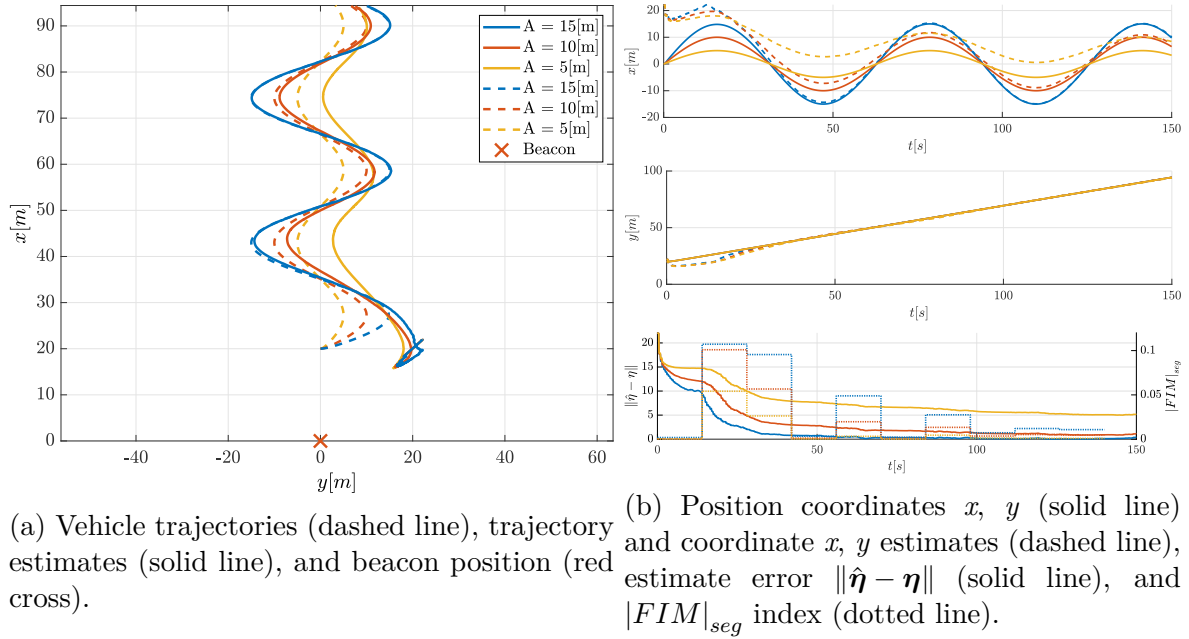 90
80
70
60
50
40
30
20
10
0
x[m]
-40
-20
0
20
40
60
y[m]
A = 15[m]
A = 10[m]
A = 5[m]
A = 15[m]
A = 10[m]
A = 5[m]
Beacon
(a) Vehicle trajectories (dashed line), trajectory
estimates (solid line), and beacon position (red
cross).
20
10
0
-10
-20
x[m]
0
50
100
150
t[s]
100
50
0
y[m]
0
50
100
150
t[s]
20
15
10
5
0
‖η̂ − η‖
0
50
100
150
t[s]
0.1
0.05
0
|FIM|seg
(b) Position coordinates x, y (solid line)
and coordinate x, y estimates (dashed line),
estimate error ‖η̂ − η‖ (solid line), and
|FIM|seg index (dotted line).